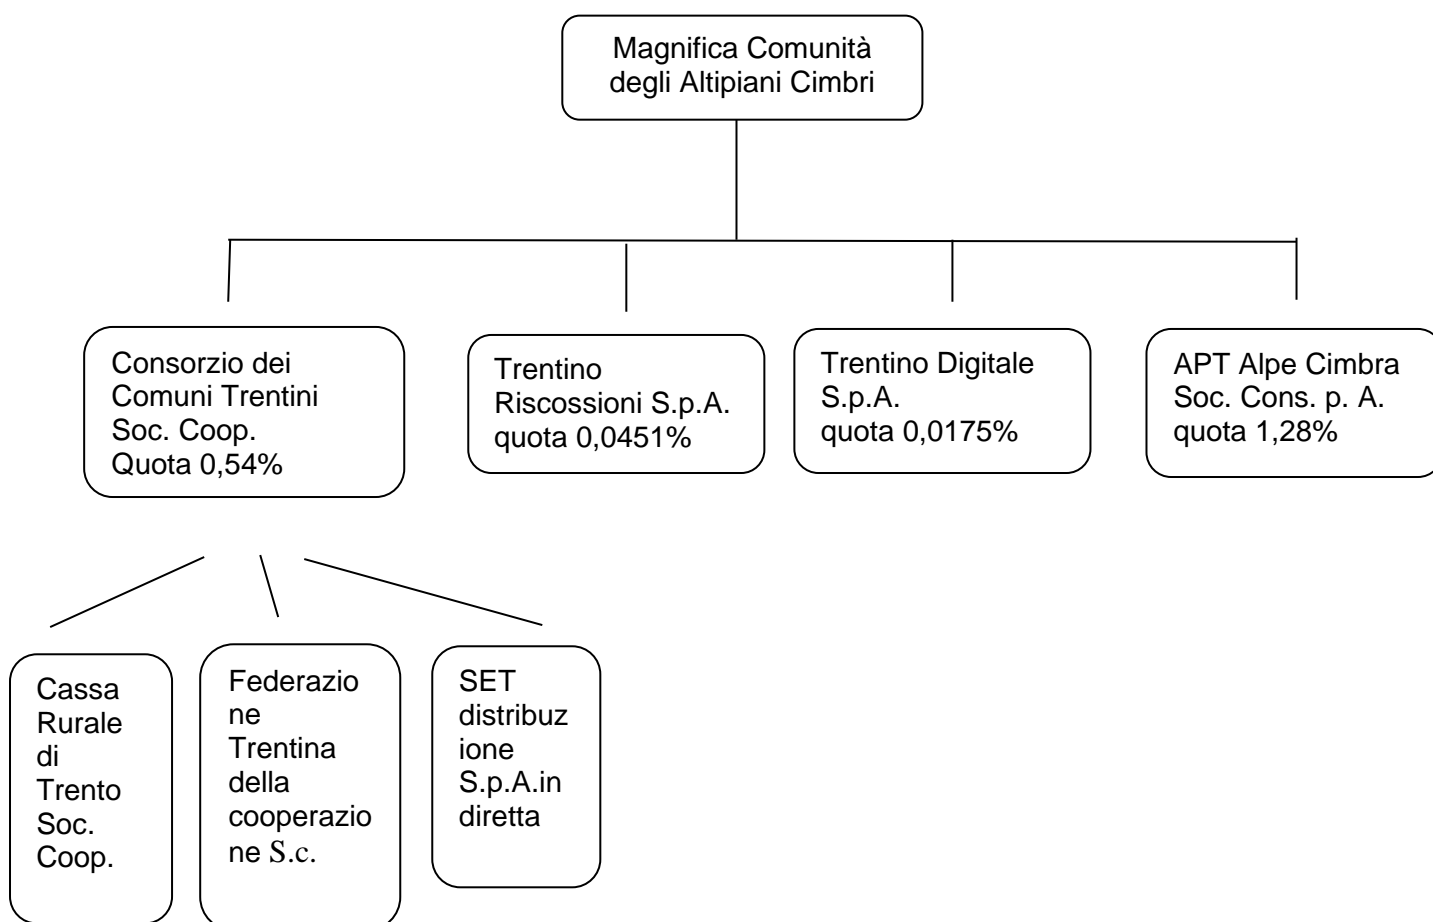 Magnifica Comunità
degli Altipiani Cimbri
Consorzio dei
Comuni Trentini
Soc. Coop.
Quota 0,54%
Trentino
Riscossioni S.p.A.
quota 0,0451%
Trentino Digitale
S.p.A.
quota 0,0175%
APT Alpe Cimbra
Soc. Cons. p. A.
quota 1,28%
Cassa
Rurale
di
Trento
Soc.
Coop.
Federazio
ne
Trentina
della
cooperazio
ne S.c.
SET
distribuz
ione
S.p.A.in
diretta